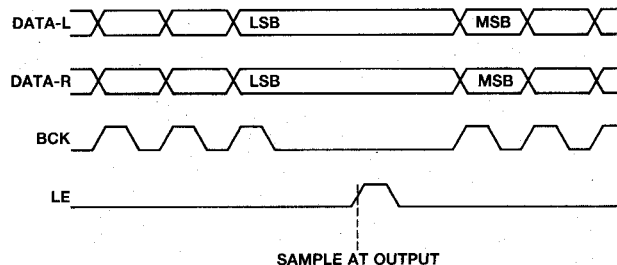 DATA-L LSB MSB
DATA-R LSB MSB
BCK
LE
SAMPLE AT OUTPUT